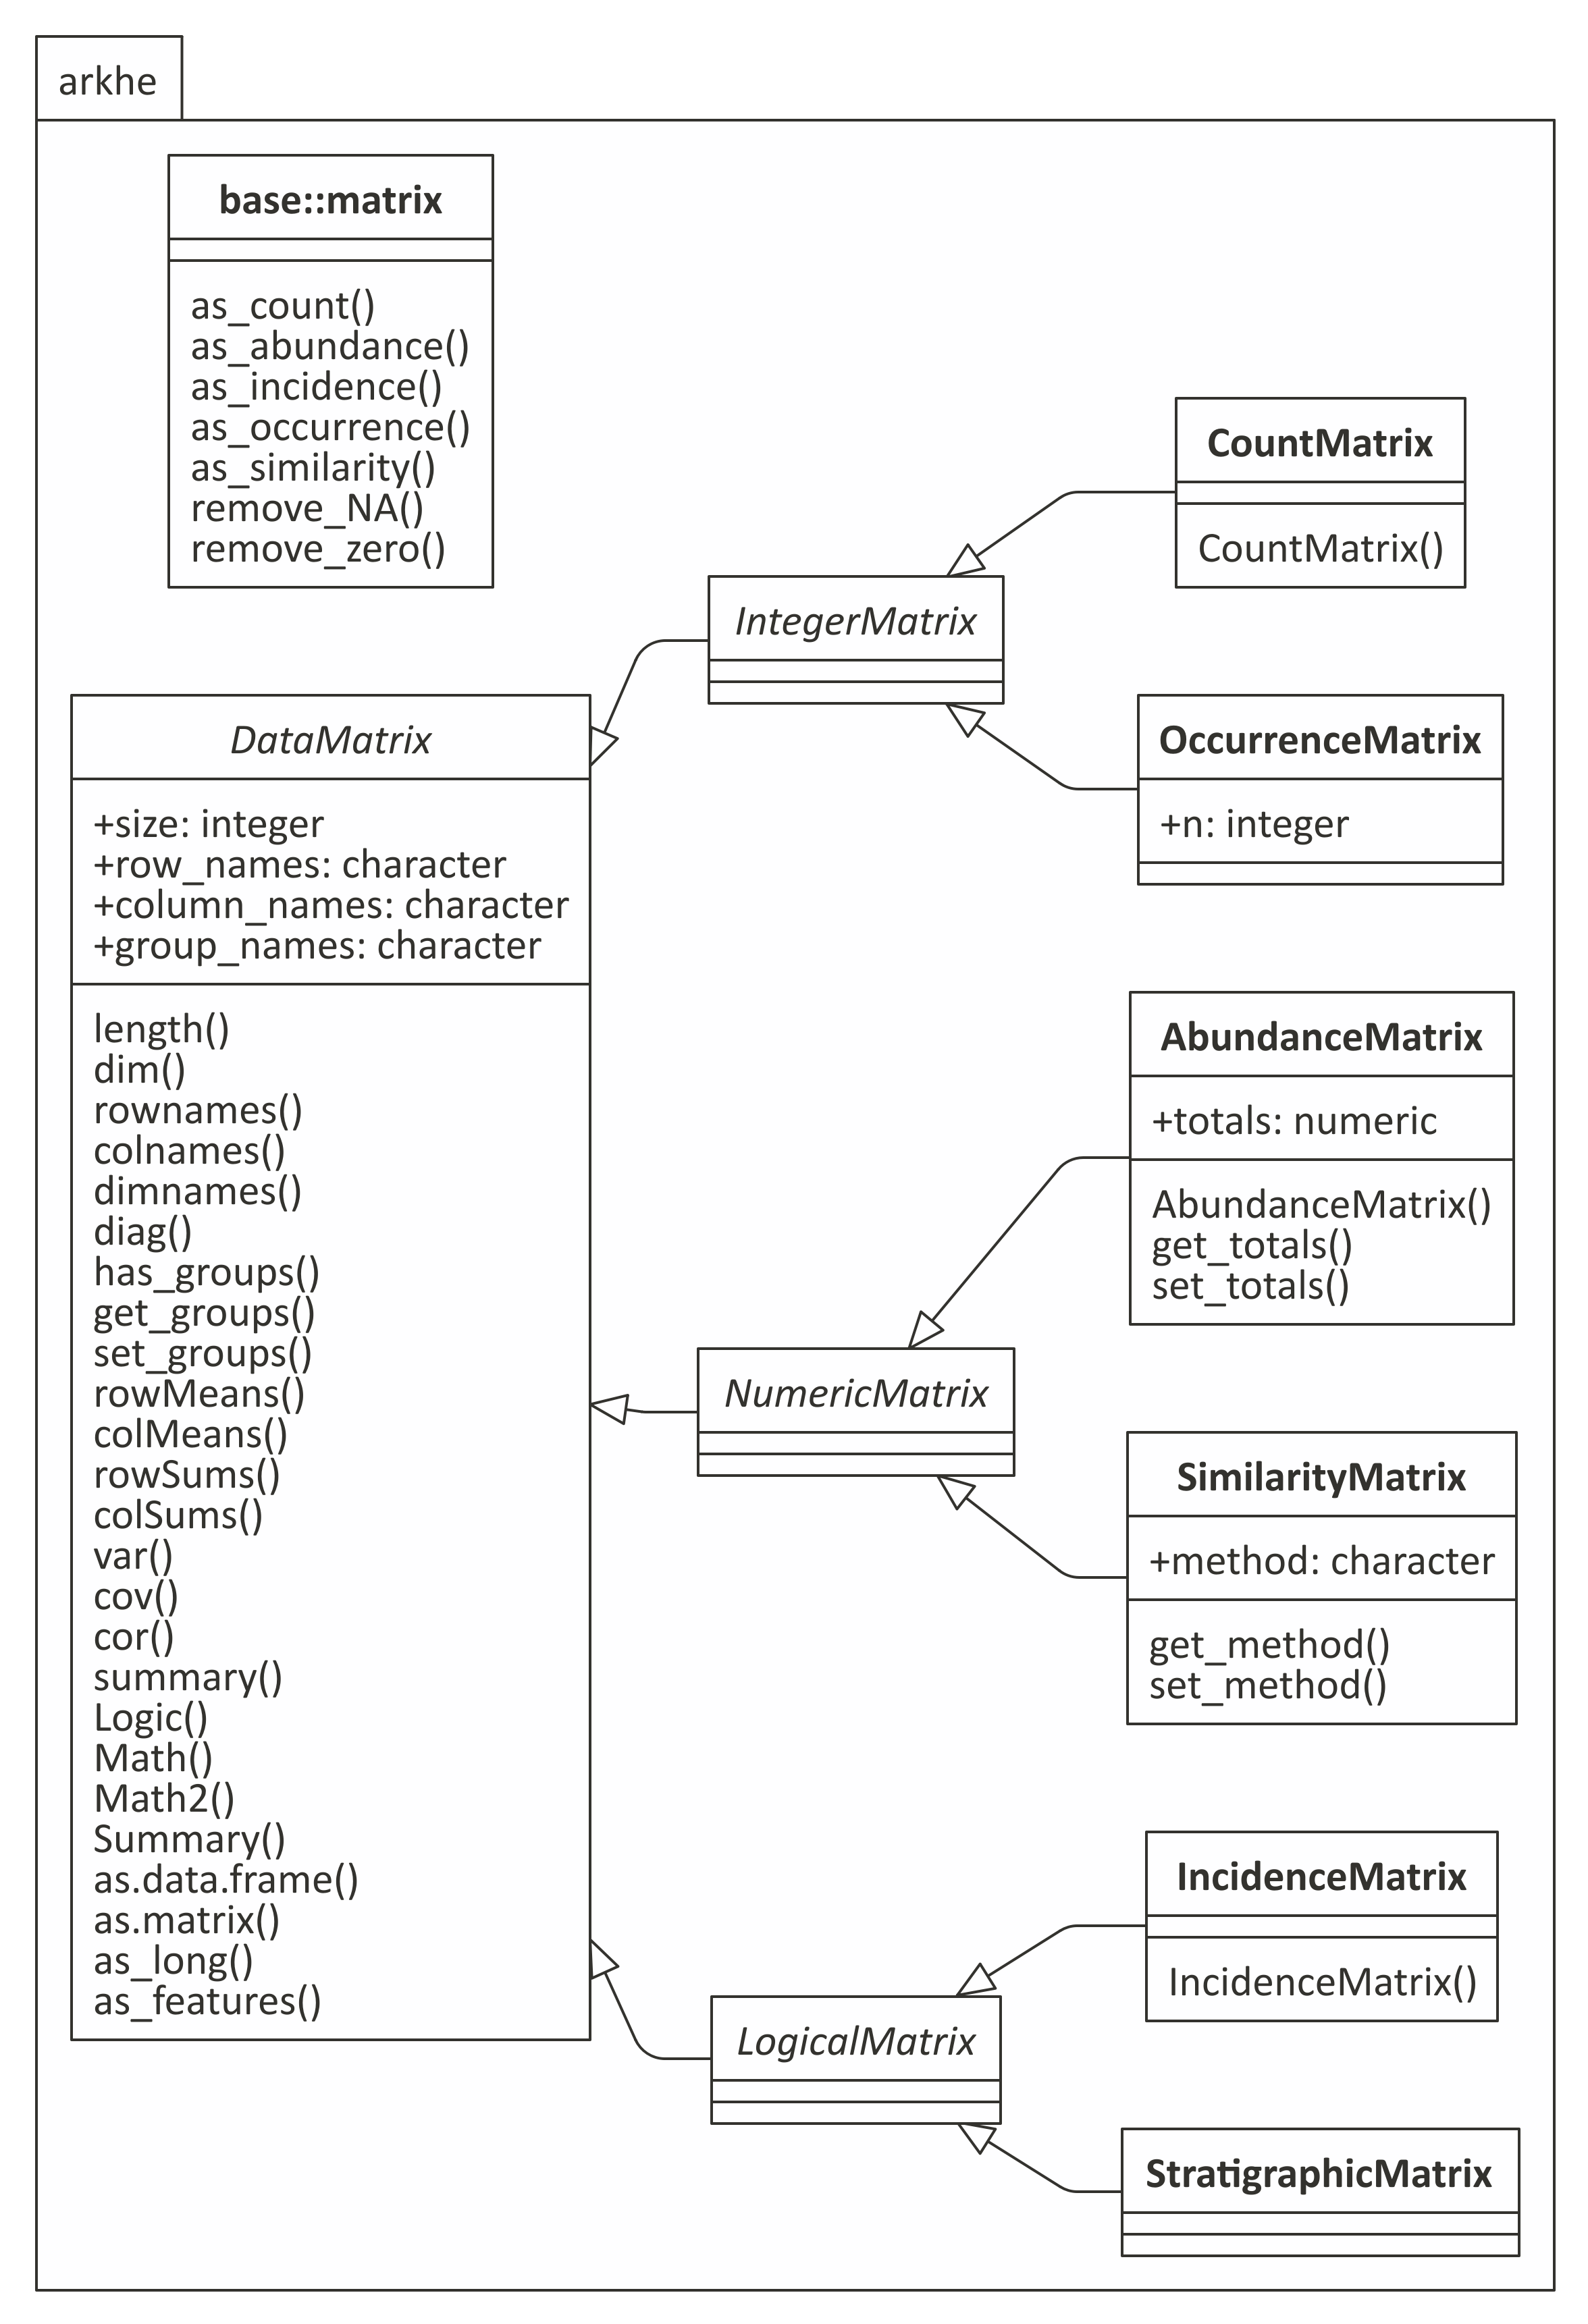 arkhe
base::matrix
as_count()
as_abundance()
as_incidence()
as_occurrence()
as_similarity()
remove_NA()
remove_zero()
DataMatrix
+size: integer
+row_names: character
+column_names: character
+group_names: character
length()
dim()
rownames()
colnames()
dimnames()
diag()
has_groups()
get_groups()
set_groups()
rowMeans()
colMeans()
rowSums()
colSums()
var()
cov()
cor()
summary()
Logic()
Math()
Math2()
Summary()
as.data.frame()
as.matrix()
as_long()
as_features()
IntegerMatrix
NumericMatrix
LogicalMatrix
CountMatrix
CountMatrix()
OccurrenceMatrix
+n: integer
AbundanceMatrix
+totals: numeric
AbundanceMatrix()
get_totals()
set_totals()
SimilarityMatrix
+method: character
get_method()
set_method()
IncidenceMatrix
IncidenceMatrix()
StratigraphicMatrix